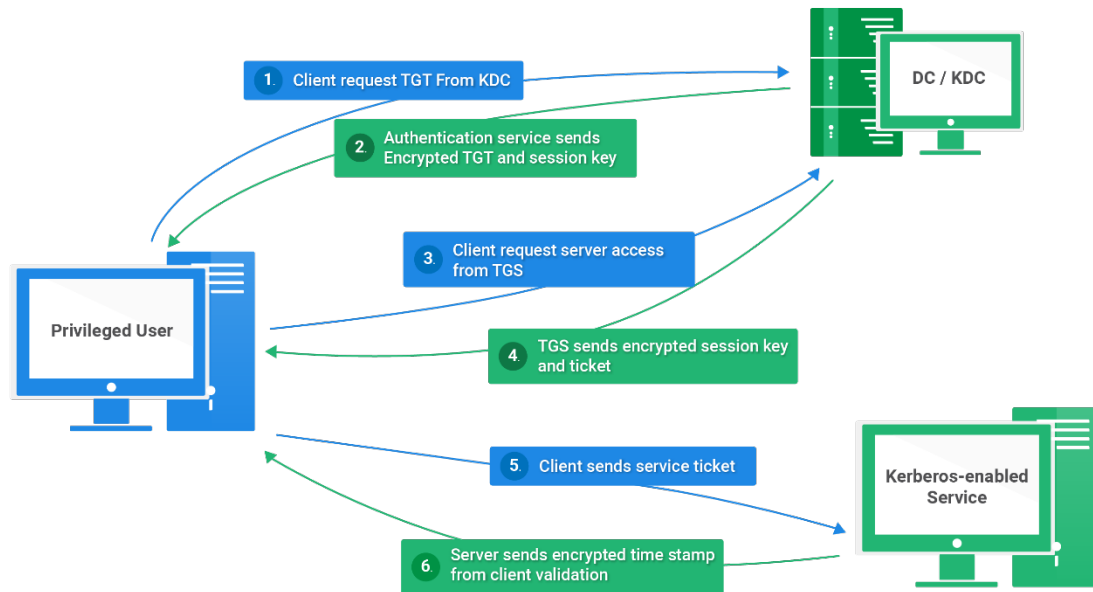 1. Client request TGT From KDC
DC / KDC
2. Authentication service sends
Encrypted TGT and session key
3. Client request server access
from TGS
Privileged User
4. TGS sends encrypted session key
and ticket
5. Client sends service ticket
Kerberos-enabled
Service
6. Server sends encrypted time stamp
from client validation